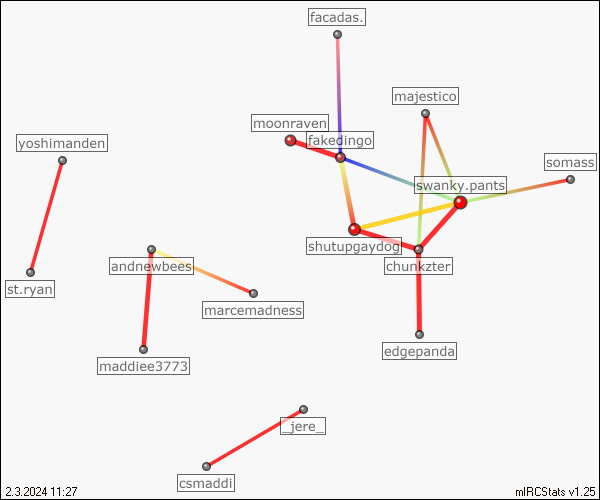 facadas.
majestico
moonraven
fakedingo
yoshimanden
somass
swanky.pants
shutupgaydog
chunkzter
andnewbees
st.ryan
marcemadness
edgepanda
maddiee3773
_jere_
csmaddi
2.3.2024 11:27
mIRCStats v1.25